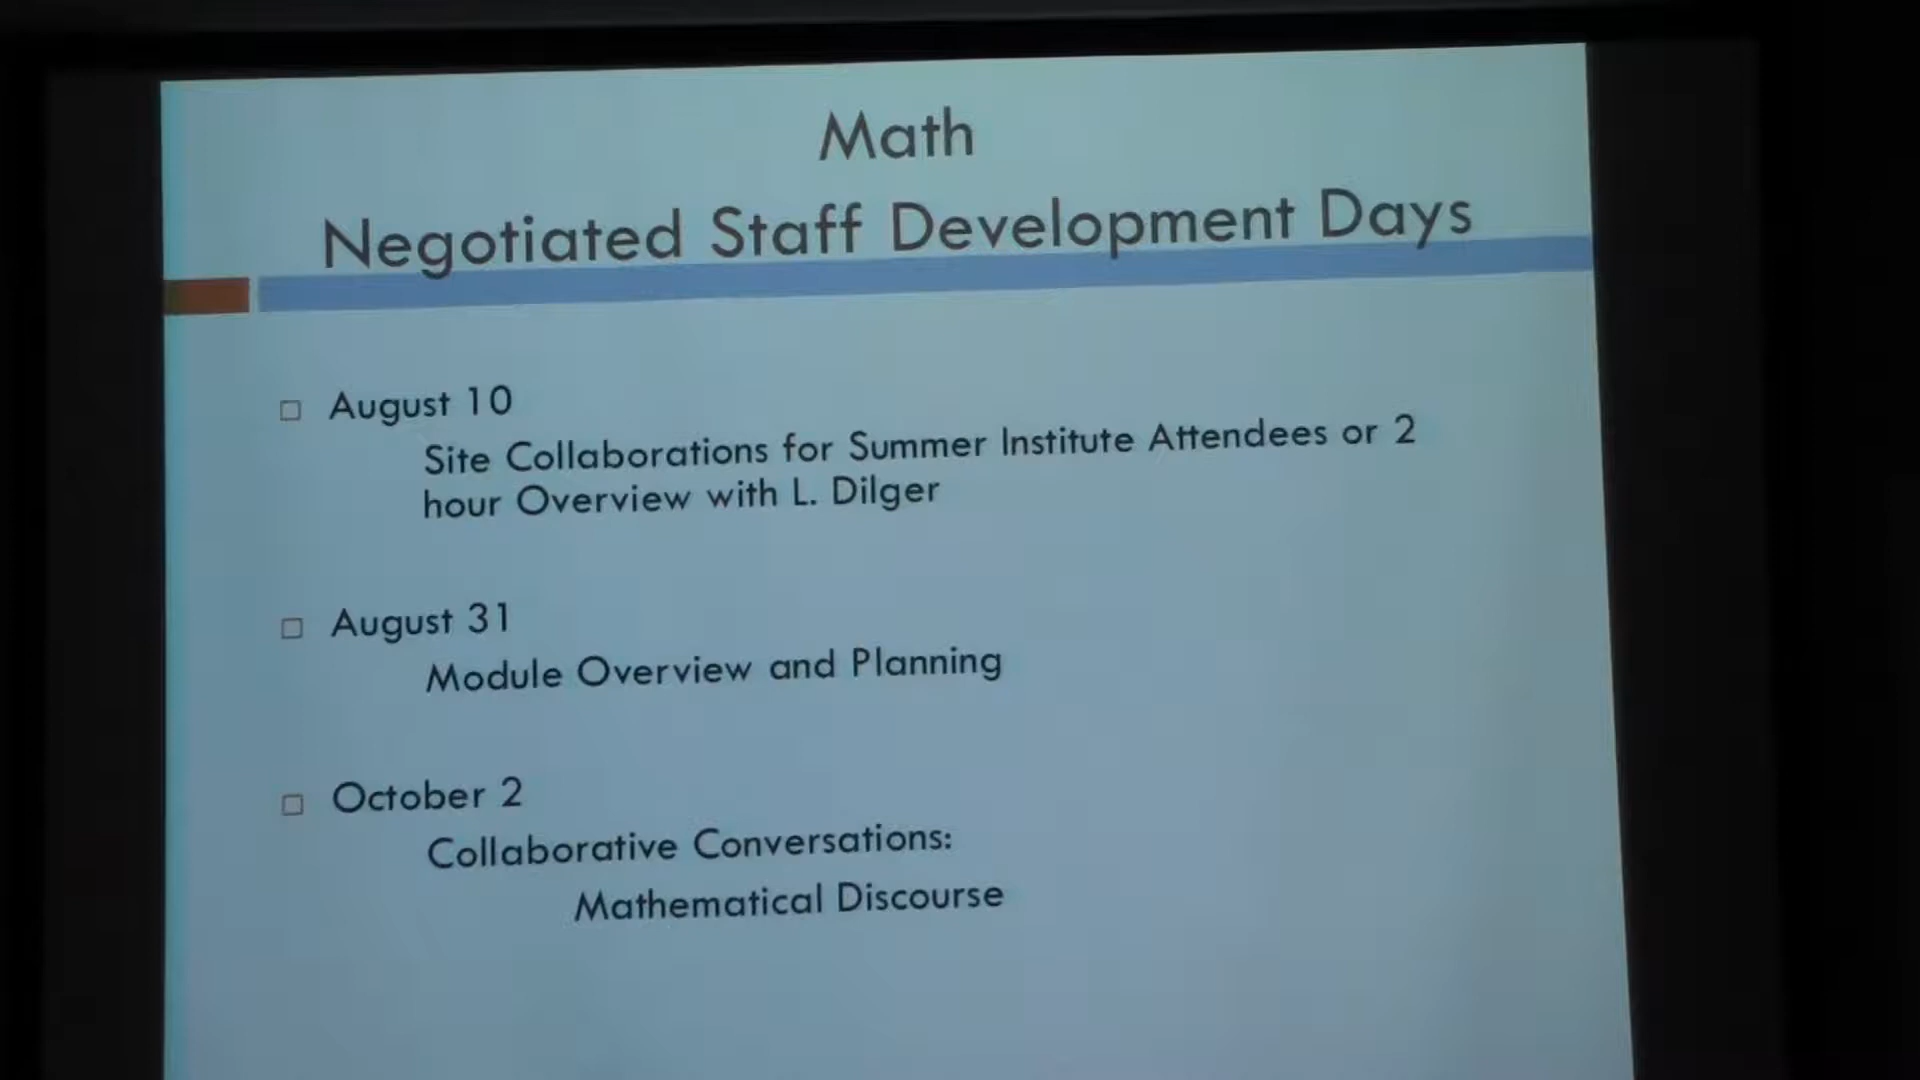 Math
Negotiated Staff Development Days
August 10
Site Collaborations for Summer Institute Attendees or 2
hour Overview with L. Dilger
August 31
Module Overview and Planning
October 2
Collaborative Conversations:
Mathematical Discourse